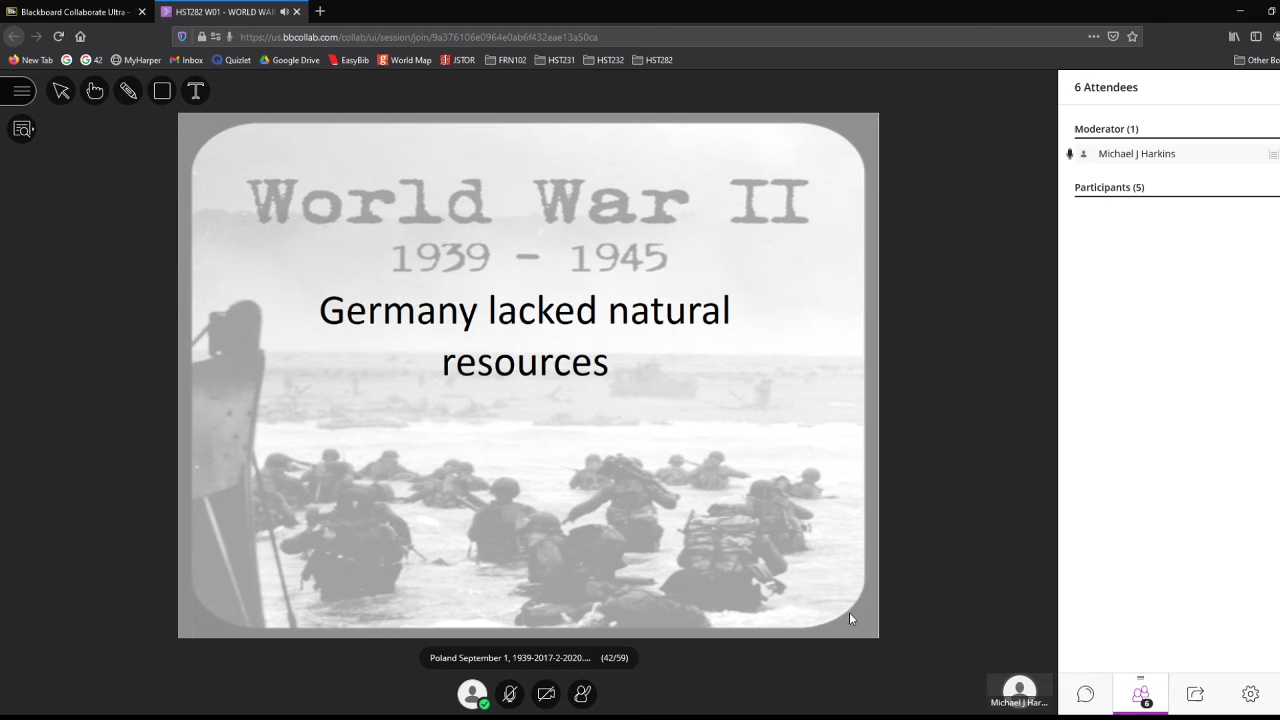 Blackboard Collaborate Ultra –
HST282 W01 - WORLD WAR
https://us.bbcollab.com/collab/ui/session/join/9a376106e0964e0ab6f432eae13a50ca
New Tab
G
42
MyHarper
Inbox
Quizlet
Google Drive
EasyBib
World Map
JSTOR
FRN102
HST231
HST232
HST282
Other Bo
6 Attendees
Moderator (1)
Michael J Harkins
Participants (5)
World War II
1939 - 1945
Germany lacked natural
resources
Poland September 1, 1939-2017-2-2020.... (42/59)
Michael J Har...
6